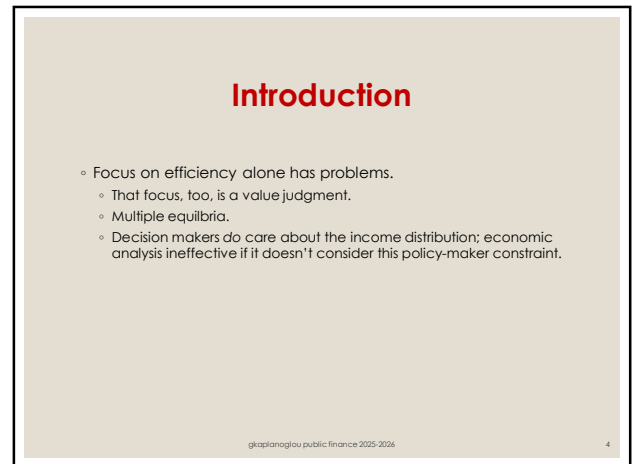 Introduction
◦ Focus on efficiency alone has problems.
◦ That focus, too, is a value judgment.
◦ Multiple equilbria.
◦ Decision makers do care about the income distribution; economic
analysis ineffective if it doesn’t consider this policy-maker constraint.
gkaplanoglou public finance 2025-2026
4